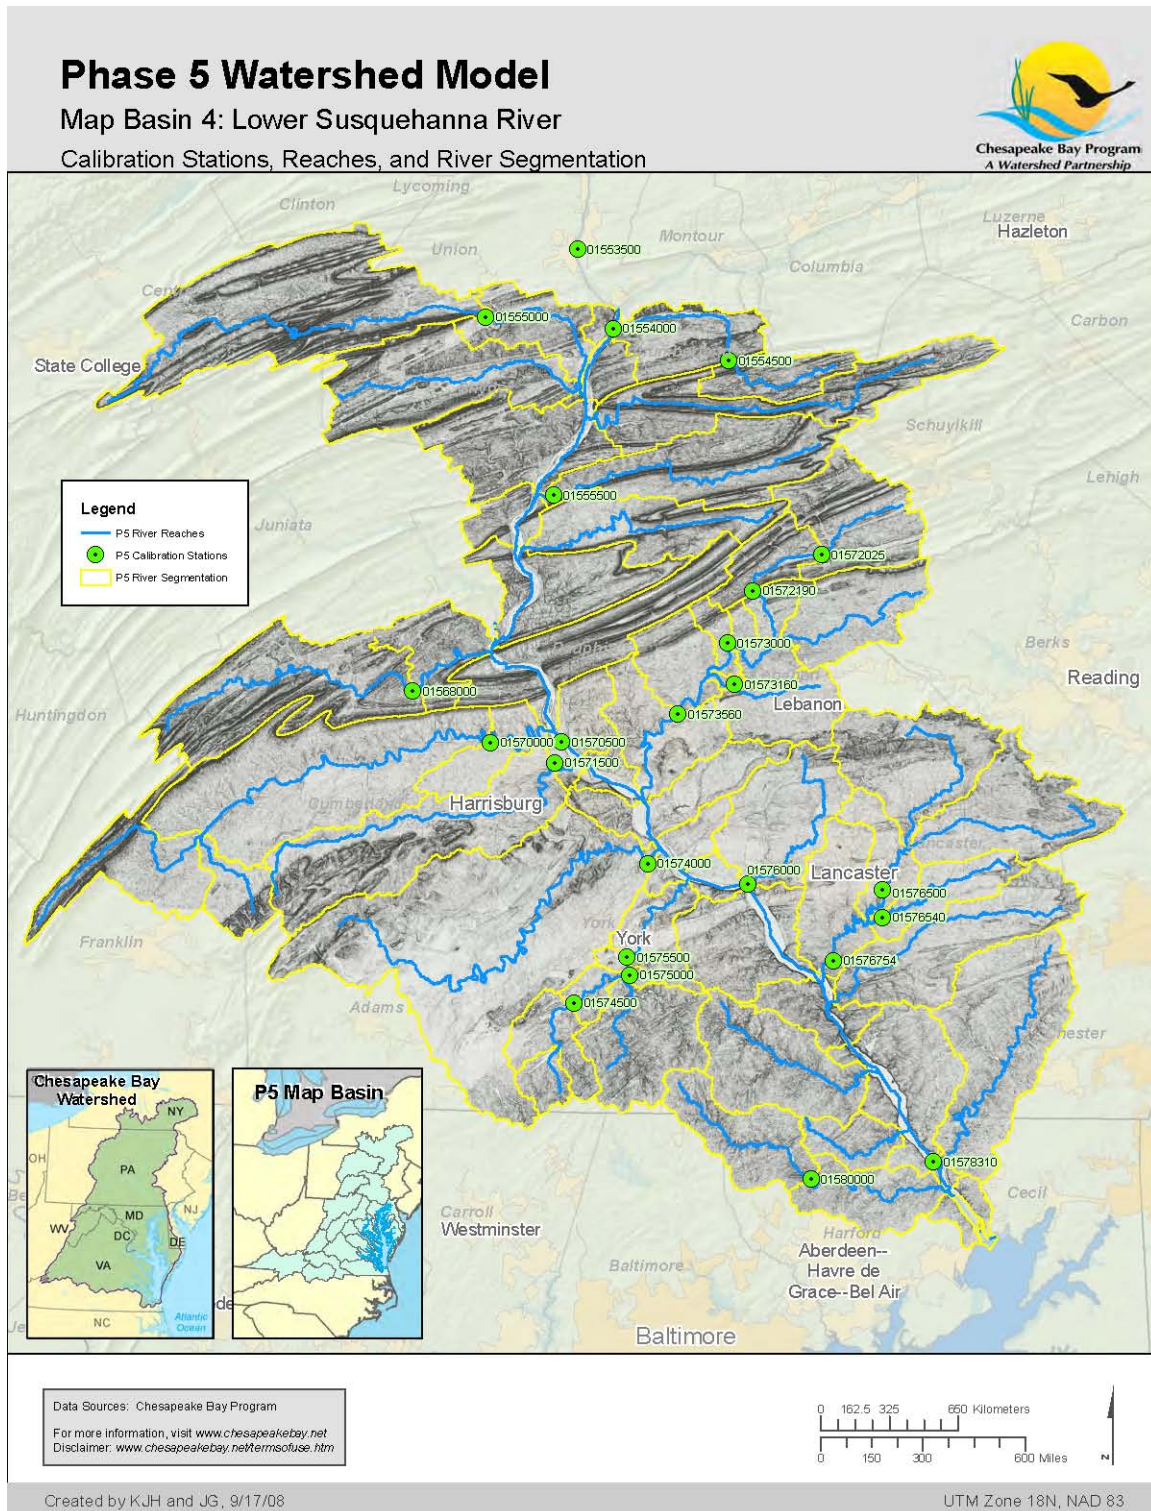 Phase 5 Watershed Model
Map Basin 4: Lower Susquehanna River
Calibration Stations, Reaches, and River Segmentation
Chesapeake Bay Program
A Watershed Partnership
Lycoming
Clinton
Luzerne
Hazleton
Union
Montour
01553500
Columbia
01555000
01554000
Carbon
State College
01554500
Schuylkill
Lehigh
01555500
Legend
P5 River Reaches
P5 Calibration Stations
P5 River Segmentation
Juniata
01572025
01572190
01573000
Berks
01573160
Reading
01568000
Lebanon
Huntingdon
01573560
01570000
01570500
01571500
Harrisburg
Cumberland
01574000
01576000
Lancaster
01576500
01576540
York
York
Franklin
01575500
01576754
01575000
01574500
Adams
hester
Chesapeake Bay
Watershed
NY
OH
PA
NJ
MD
WV
DC
DE
VA
NC
Atlantic
Ocean
P5 Map Basin
01578310
01580000
Cecil
Carroll
Westminster
Harford
Baltimore
Aberdeen--
Havre de
Grace--Bel Air
Baltimore
Data Sources: Chesapeake Bay Program
For more information, visit www.chesapeakebay.net
Disclaimer: www.chesapeakebay.net/termsofuse.htm
0 162.5 325 650 Kilometers
0 150 300 600 Miles
N
Created by KJH and JG, 9/17/08
UTM Zone 18N, NAD 83